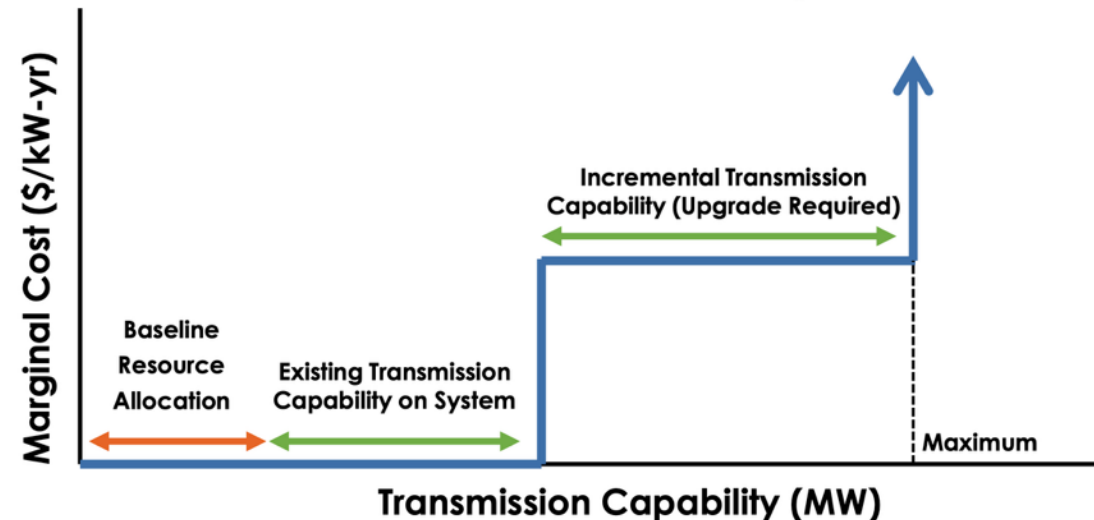 Marginal Cost ($/kW-yr)
Incremental Transmission
Capability (Upgrade Required)
Baseline
Resource
Allocation
Existing Transmission
Capability on System
Maximum
Transmission Capability (MW)